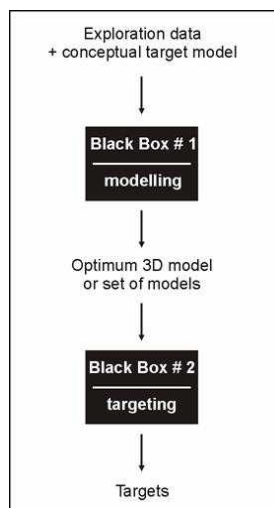 Exploration data
+ conceptual target model
Black Box # 1
modelling
Optimum 3D model
or set of models
Black Box # 2
targeting
Targets